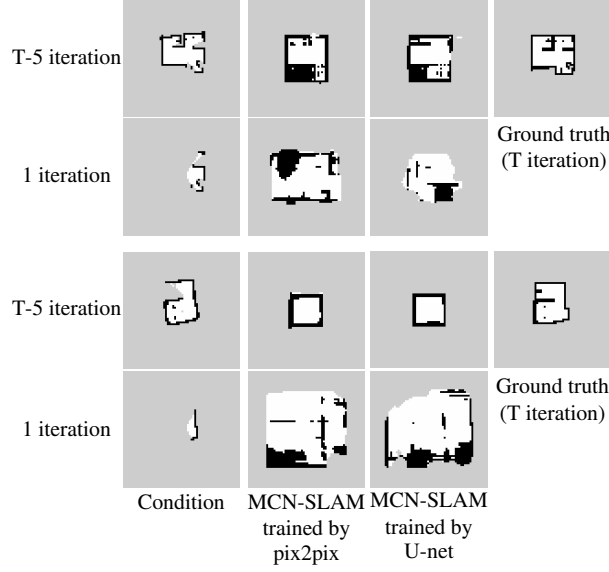 T-5 iteration
1 iteration
Ground truth
(T iteration)
T-5 iteration
1 iteration
Ground truth
(T iteration)
Condition
MCN-SLAM
trained by
pix2pix
MCN-SLAM
trained by
U-net